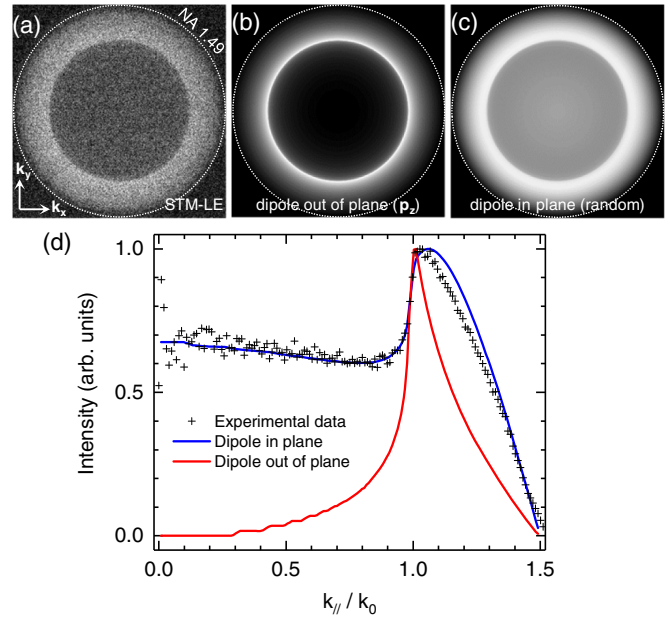 (a)
NA 1.49
k_y
k_x
STM-LE
(b)
dipole out of plane (p_z)
(c)
dipole in plane (random)
(d)
Intensity (arb. units)
1.0
0.5
0.0
Experimental data
Dipole in plane
Dipole out of plane
0.0 0.5 1.0 1.5
k_// / k_0